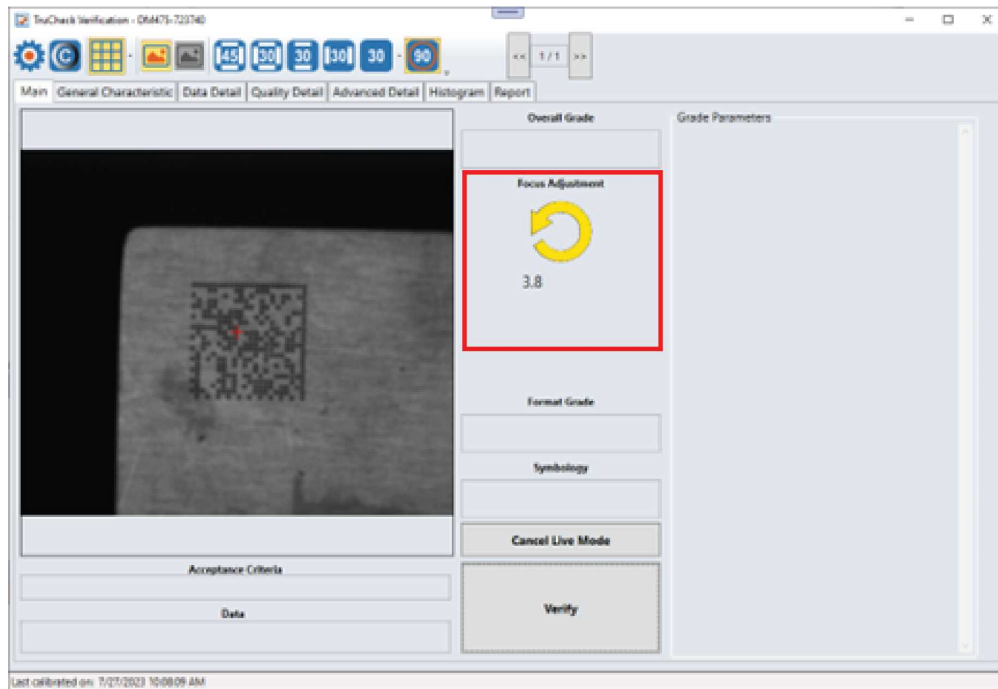 TruCheck Verification - DM475-723740
C 45 30 30 30 30 90 << 1 / 1 >>
Main General Characteristic Data Detail Quality Detail Advanced Detail Histogram Report
Overall Grade
Grade Parameters
Focus Adjustment
3.8
Format Grade
Symbology
Cancel Live Mode
Acceptance Criteria
Verify
Data
Last calibrated on: 7/27/2023 10:08:09 AM